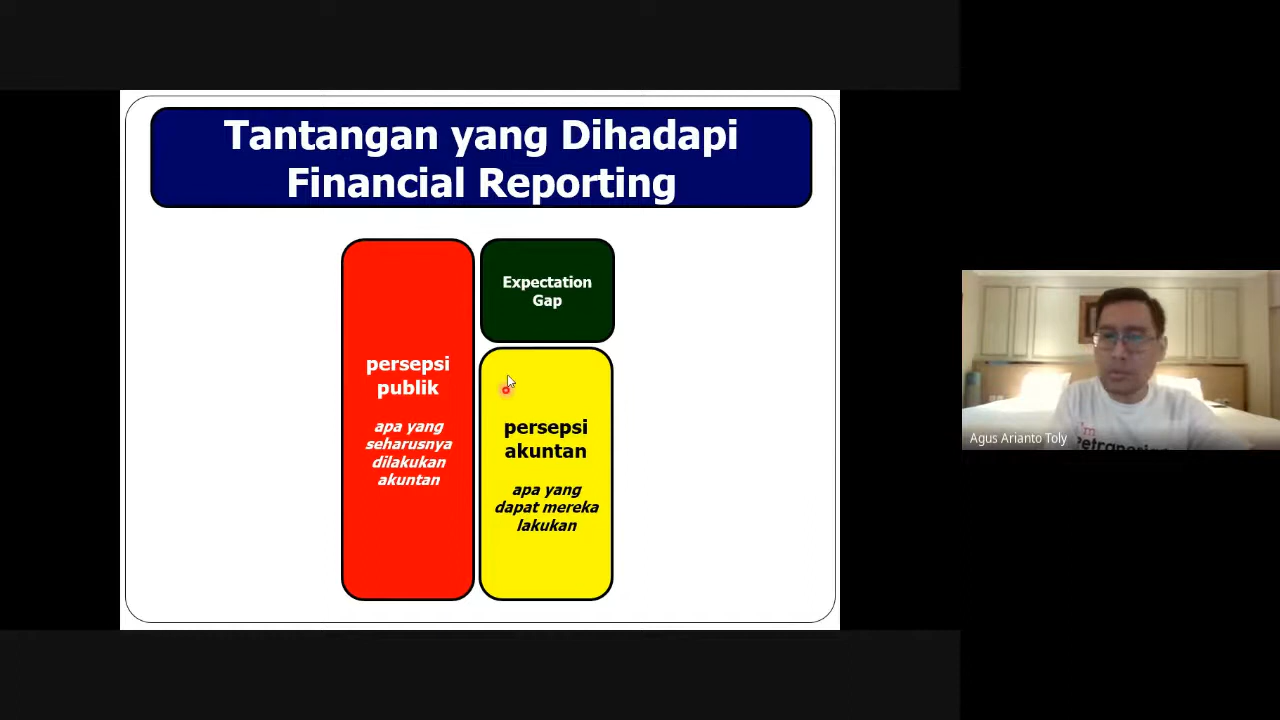 Tantangan yang Dihadapi
Financial Reporting
persepsi
publik
apa yang
seharusnya
dilakukan
akuntan
Expectation
Gap
persepsi
akuntan
apa yang
dapat mereka
lakukan
I'm
Agus Arianto Toly